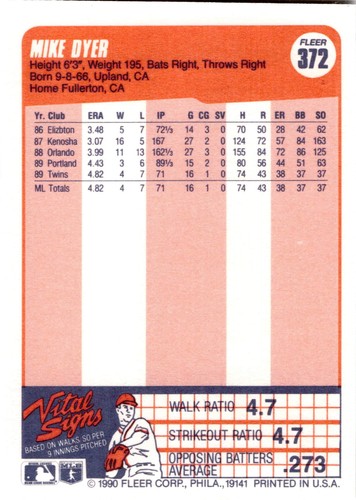 MIKE DYER
FLEER
372
Height 6'3", Weight 195, Bats Right, Throws Right
Born 9-8-66, Upland, CA
Home Fullerton, CA
Yr. Club ERA W L IP G CG SV H R ER BB SO
86 Elizbton 3.48 5 7 72⅓ 14 3 0 70 50 28 42 62
87 Kenosha 3.07 16 5 167 27 2 0 124 72 57 84 163
88 Orlando 3.99 11 13 162⅓ 27 3 0 155 84 72 86 125
89 Portland 4.43 3 6 89⅓ 15 2 0 80 56 44 51 63
89 Twins 4.82 4 7 71 16 1 0 74 43 38 37 37
ML Totals 4.82 4 7 71 16 1 0 74 43 38 37 37
Vital Signs
BASED ON WALKS, SO PER
9 INNINGS PITCHED
WALK RATIO 4.7
STRIKEOUT RATIO 4.7
OPPOSING BATTERS
AVERAGE .273
©1990 FLEER CORP., PHILA., 19141 PRINTED IN U.S.A.